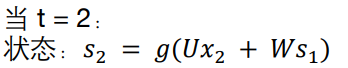 当 t = 2：
状态：s₂ = g(Ux₂ + Ws₁)